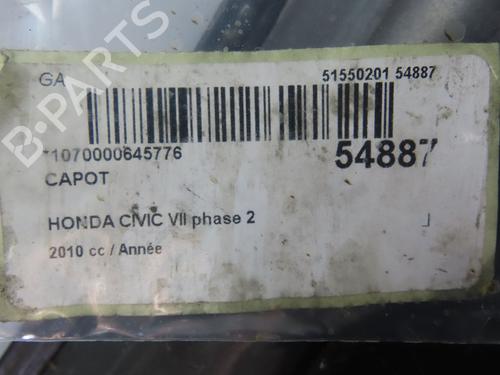 GA
51550201 54887
*1070000645776
54887
CAPOT
HONDA CIVIC VII phase 2
2010 cc / Année
B-PARTS